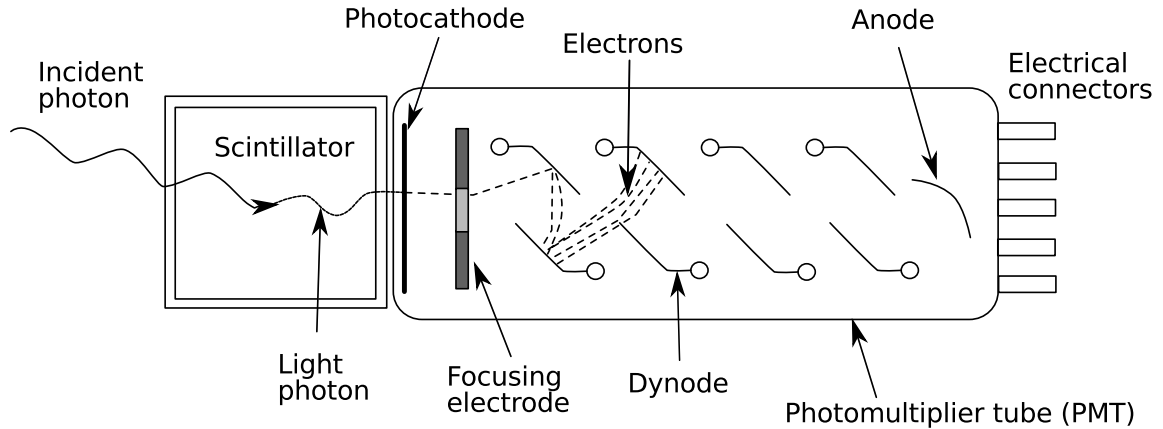 Photocathode
Anode
Electrons
Incident
photon
Electrical
connectors
Scintillator
Light
photon
Focusing
electrode
Dynode
Photomultiplier tube (PMT)